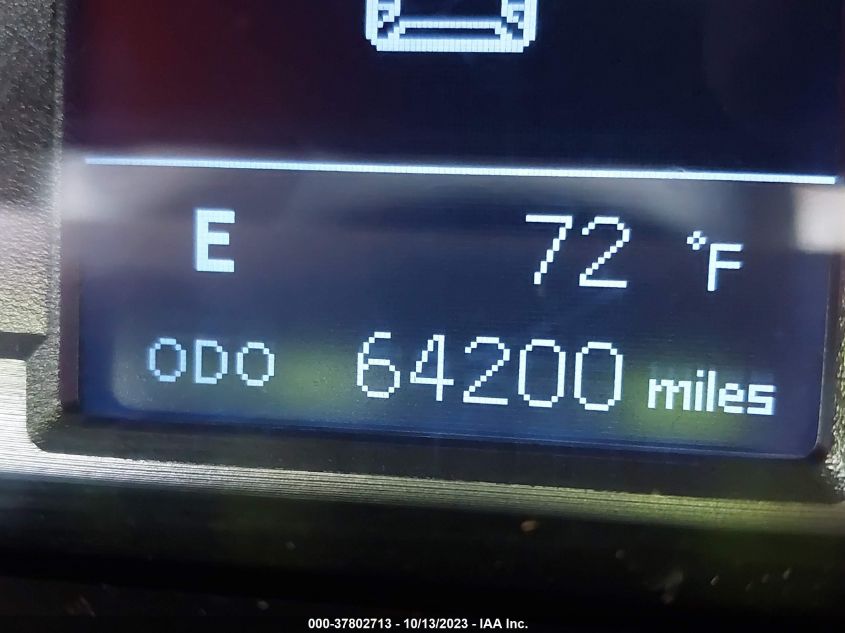 E 72 °F
ODO 64200 miles
000-37802713 - 10/13/2023 - IAA Inc.